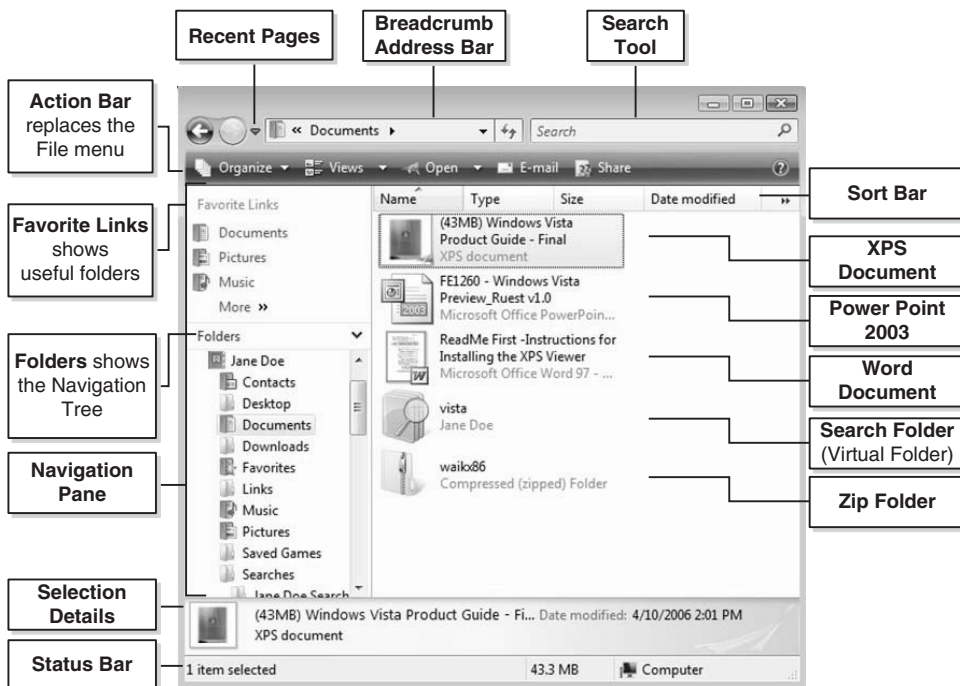 Recent Pages
Breadcrumb
Address Bar
Search
Tool
Action Bar
replaces the
File menu
Favorite Links
shows
useful folders
Folders shows
the Navigation
Tree
Navigation
Pane
Selection
Details
Status Bar
« Documents
Search
Organize
Views
Open
E-mail
Share
?
Favorite Links
Documents
Pictures
Music
More »
Folders
Jane Doe
Contacts
Desktop
Documents
Downloads
Favorites
Links
Music
Pictures
Saved Games
Searches
Jane Doe Search
Name
Type
Size
Date modified
»
(43MB) Windows Vista
Product Guide - Final
XPS document
FE1260 - Windows Vista
Preview_Ruest v1.0
Microsoft Office PowerPoin...
2003
ReadMe First -Instructions for
Installing the XPS Viewer
Microsoft Office Word 97 - ...
W
vista
Jane Doe
waikx86
Compressed (zipped) Folder
(43MB) Windows Vista Product Guide - Fi... Date modified: 4/10/2006 2:01 PM
XPS document
1 item selected
43.3 MB
Computer
Sort Bar
XPS
Document
Power Point
2003
Word
Document
Search Folder
(Virtual Folder)
Zip Folder